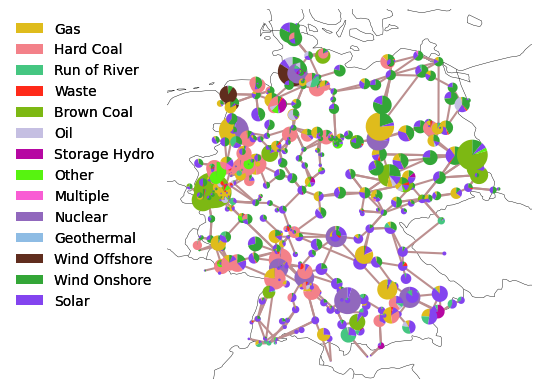 Gas
Hard Coal
Run of River
Waste
Brown Coal
Oil
Storage Hydro
Other
Multiple
Nuclear
Geothermal
Wind Offshore
Wind Onshore
Solar